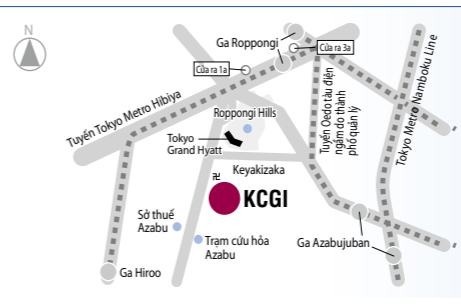 N
Ga Roppongi
Cửa ra 3a
Cửa ra 1a
Tuyến Tokyo Metro Hibiya
Roppongi Hills
Tokyo
Grand Hyatt
Tuyến Oedo tàu điện
ngầm do thành
phố quản lý
Tokyo Metro Namboku Line
Keyakizaka
卍
KCGI
Sở thuế
Azabu
Trạm cứu hỏa
Azabu
Ga Azabujuban
Ga Hiroo